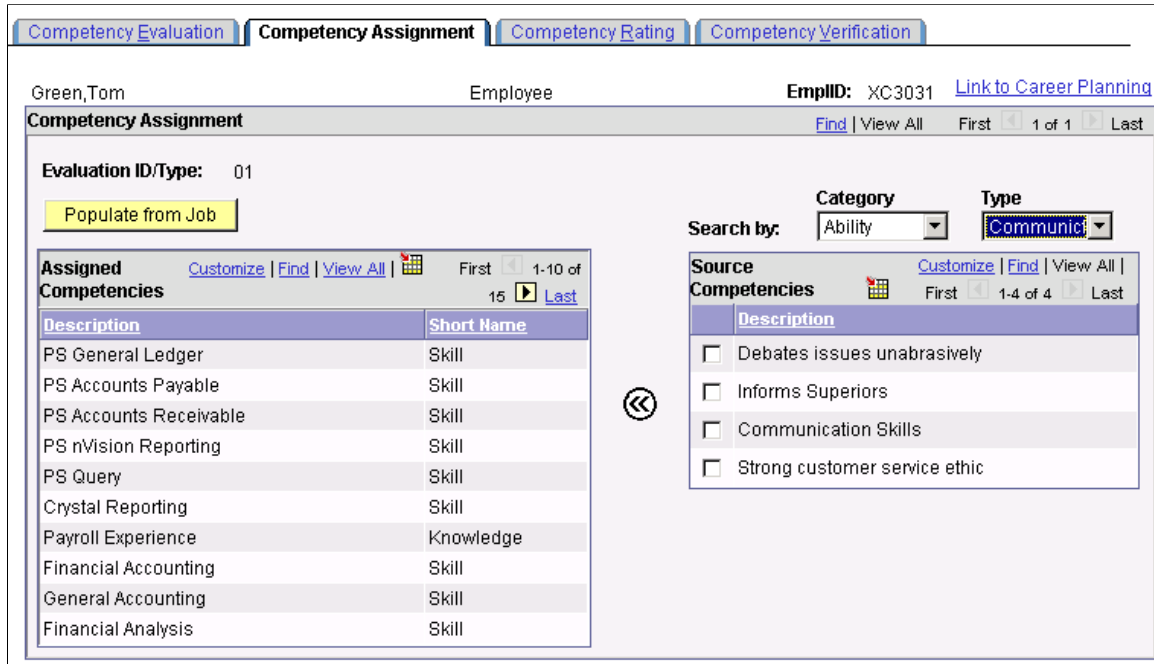 Competency Evaluation Competency Assignment Competency Rating Competency Verification
Green,Tom Employee EmplID: XC3031 Link to Career Planning
Competency Assignment Find | View All First 1 of 1 Last
Evaluation ID/Type: 01
Populate from Job
Category Type
Search by: Ability Communic
Assigned Competencies Customize | Find | View All | First 1-10 of 15 Last
Description Short Name
PS General Ledger Skill
PS Accounts Payable Skill
PS Accounts Receivable Skill
PS nVision Reporting Skill
PS Query Skill
Crystal Reporting Skill
Payroll Experience Knowledge
Financial Accounting Skill
General Accounting Skill
Financial Analysis Skill
Source Competencies Customize | Find | View All | First 1-4 of 4 Last
Description
Debates issues unabrasively
Informs Superiors
Communication Skills
Strong customer service ethic